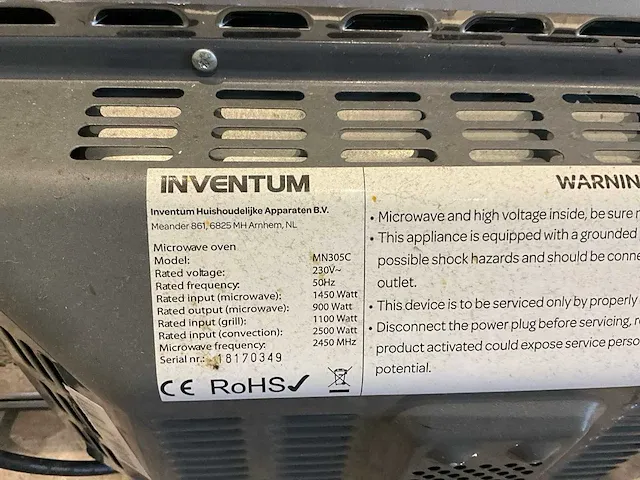 INVENTUM
Inventum Huishoudelijke Apparaten B.V.
Meander 861, 6825 MH Arnhem, NL
Microwave oven
Model: MN305C
Rated voltage: 230V~
Rated frequency: 50Hz
Rated input (microwave): 1450 Watt
Rated output (microwave): 900 Watt
Rated input (grill): 1100 Watt
Rated input (convection): 2500 Watt
Microwave frequency: 2450 MHz
Serial nr.: 18170349
CE RoHS✓
WARNIN
• Microwave and high voltage inside, be sure
• This appliance is equipped with a grounded
possible shock hazards and should be conne
outlet.
• This device is to be serviced only by properly
• Disconnect the power plug before servicing,
product activated could expose service perso
potential.